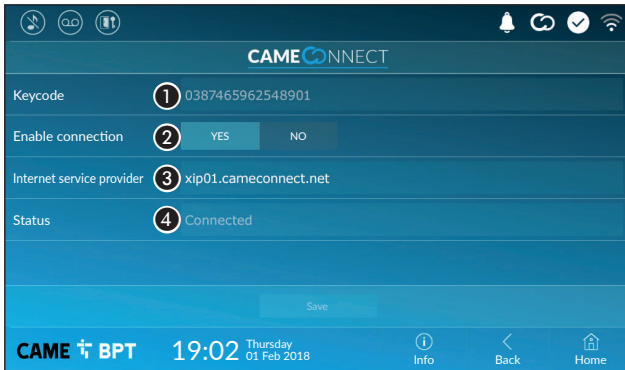 CAMECONNECT
Keycode 1 0387465962548901
Enable connection 2 YES NO
Internet service provider 3 xip01.cameconnect.net
Status 4 Connected
Save
CAME BPT 19:02 Thursday
01 Feb 2018
Info Back Home